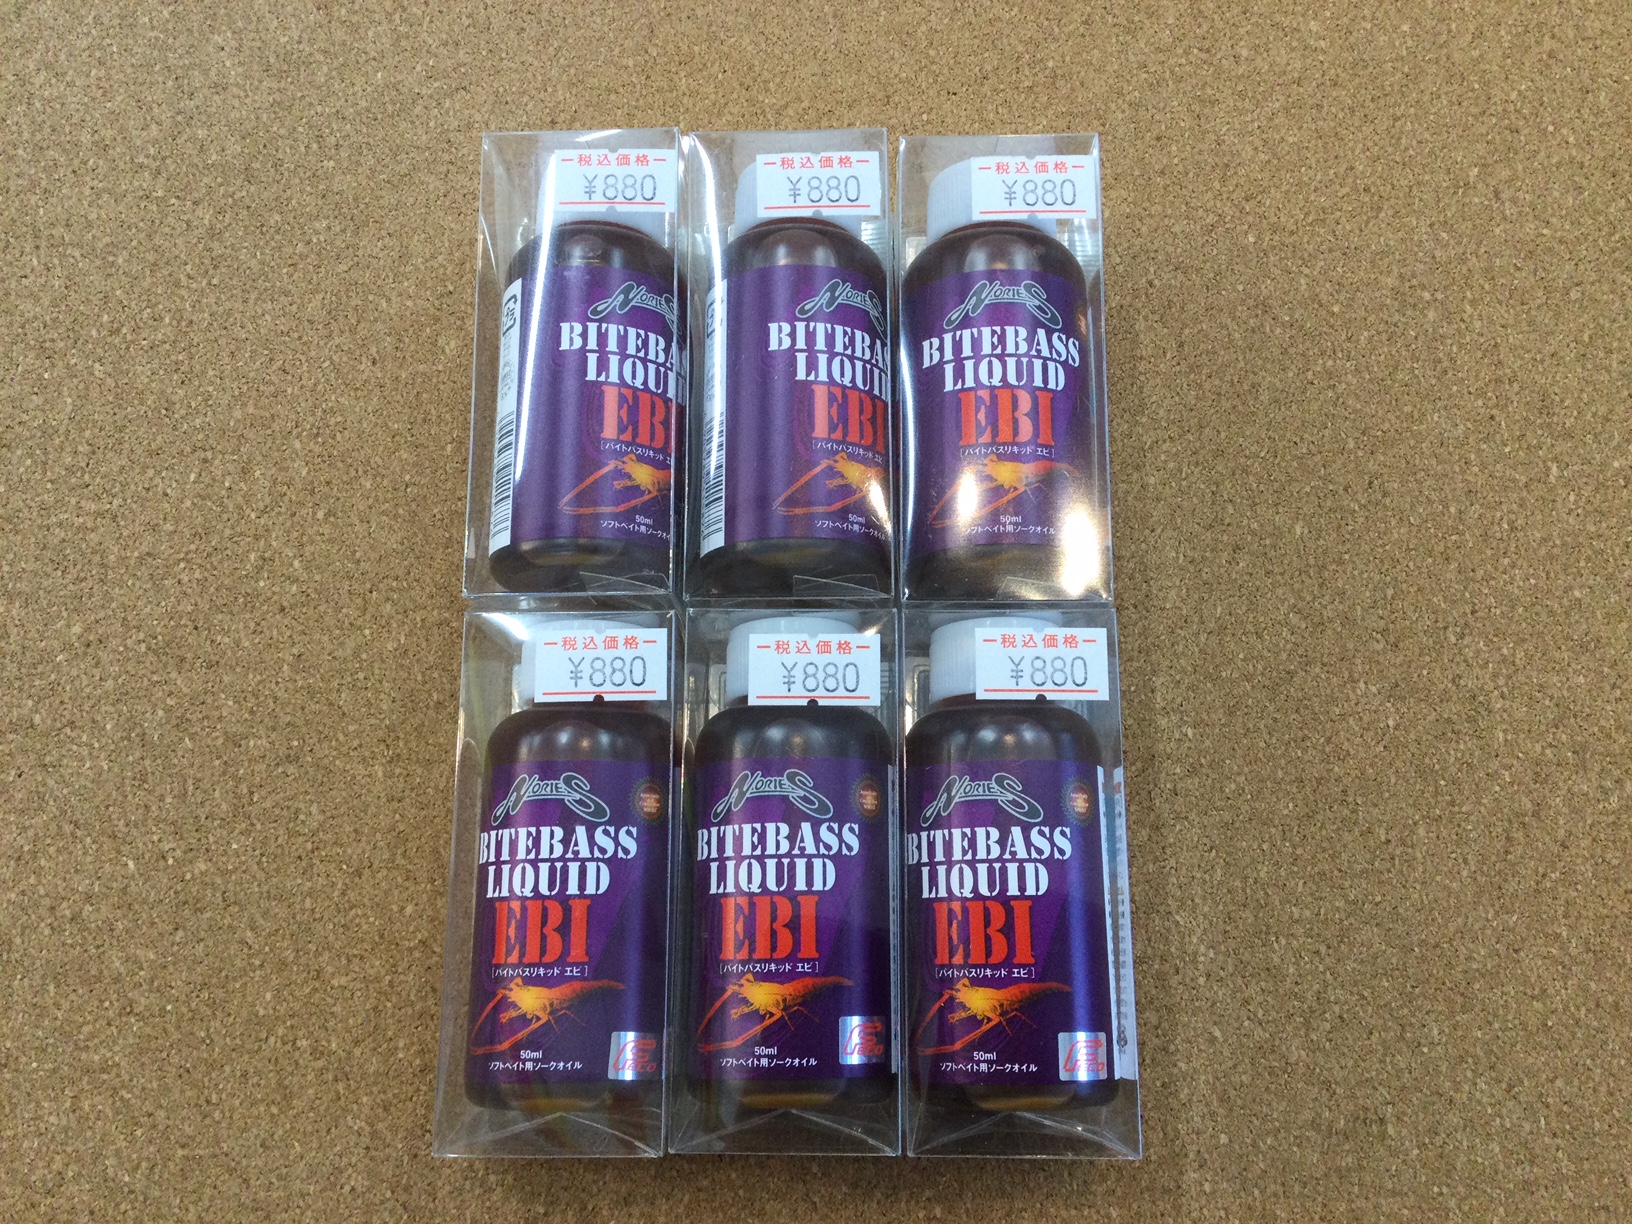 税込価格
¥880
NORIES
BITEBA
LIQUI
EBI
[バイトバスリキッド エビ
50ml
ソフトベイト用ソークオイ
税込価格
¥880
NORIES
BITEBAS
LIQUID
EBI
[バイトバスリキッド エビ]
50ml
ソフトベイト用ソークオイル
税込価格
¥880
NORIES
BITEBASS
LIQUID
EBI
[バイトバスリキッド エビ]
50ml
ソフトベイト用ソークオイル
税込価格
¥880
NORIES
BITEBASS
LIQUID
EBI
[バイトバスリキッド エビ]
50ml
ソフトベイト用ソークオイル
FECO
税込価格
¥880
NORIES
BITEBASS
LIQUID
EBI
[バイトバスリキッド エビ]
50ml
ソフトベイト用ソークオイル
FECO
税込価格
¥880
NORIES
BITEBASS
LIQUID
EBI
[バイトバスリキッド エビ]
50ml
ソフトベイト用ソークオイル
FECO